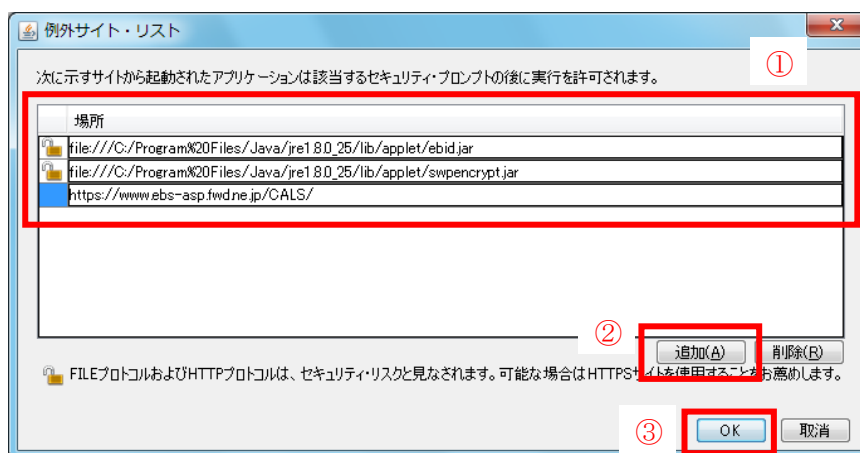 例外サイト・リスト
次に示すサイトから起動されたアプリケーションは該当するセキュリティ・プロンプトの後に実行を許可されます。
①
場所
file:///C:/Program%20Files/Java/jre1.8.0_25/lib/applet/ebid.jar
file:///C:/Program%20Files/Java/jre1.8.0_25/lib/applet/swpencrypt.jar
https://www.ebs-asp.fwd.ne.jp/CALS/
②
追加(A) 削除(R)
FILEプロトコルおよびHTTPプロトコルは、セキュリティ・リスクと見なされます。可能な場合はHTTPSサイトを使用することをお薦めします。
③
OK 取消